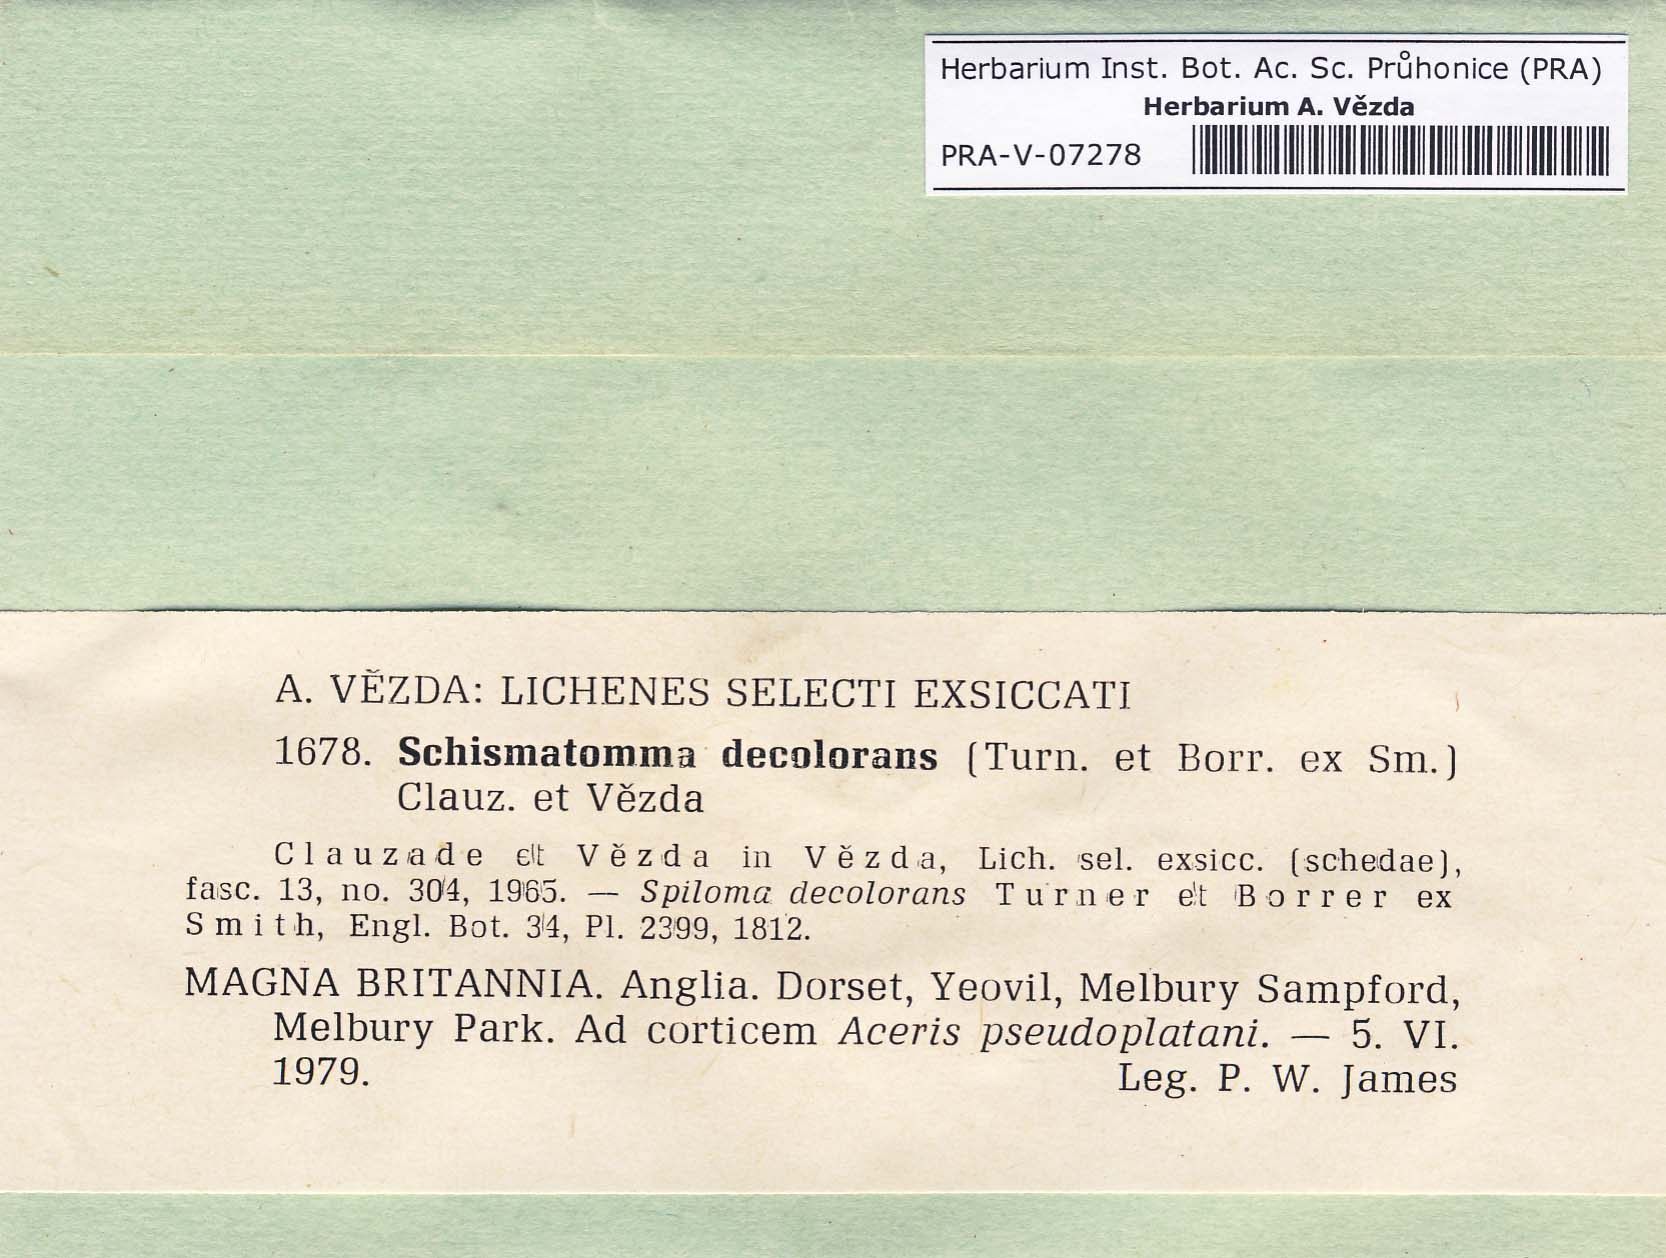 Herbarium Inst. Bot. Ac. Sc. Průhonice (PRA)
Herbarium A. Vězda
PRA-V-07278
A. VĚZDA: LICHENES SELECTI EXSICCATI
1678. Schismatomma decolorans (Turn. et Borr. ex Sm.)
Clauz. et Vězda
Clauzade et Vězda in Vězda, Lich. sel. exsicc. (schedae),
fasc. 13, no. 304, 1965. — Spiloma decolorans Turner et Borrer ex
Smith, Engl. Bot. 34, Pl. 2399, 1812.
MAGNA BRITANNIA. Anglia. Dorset, Yeovil, Melbury Sampford,
Melbury Park. Ad corticem Aceris pseudoplatani. — 5. VI.
1979. Leg. P. W. James